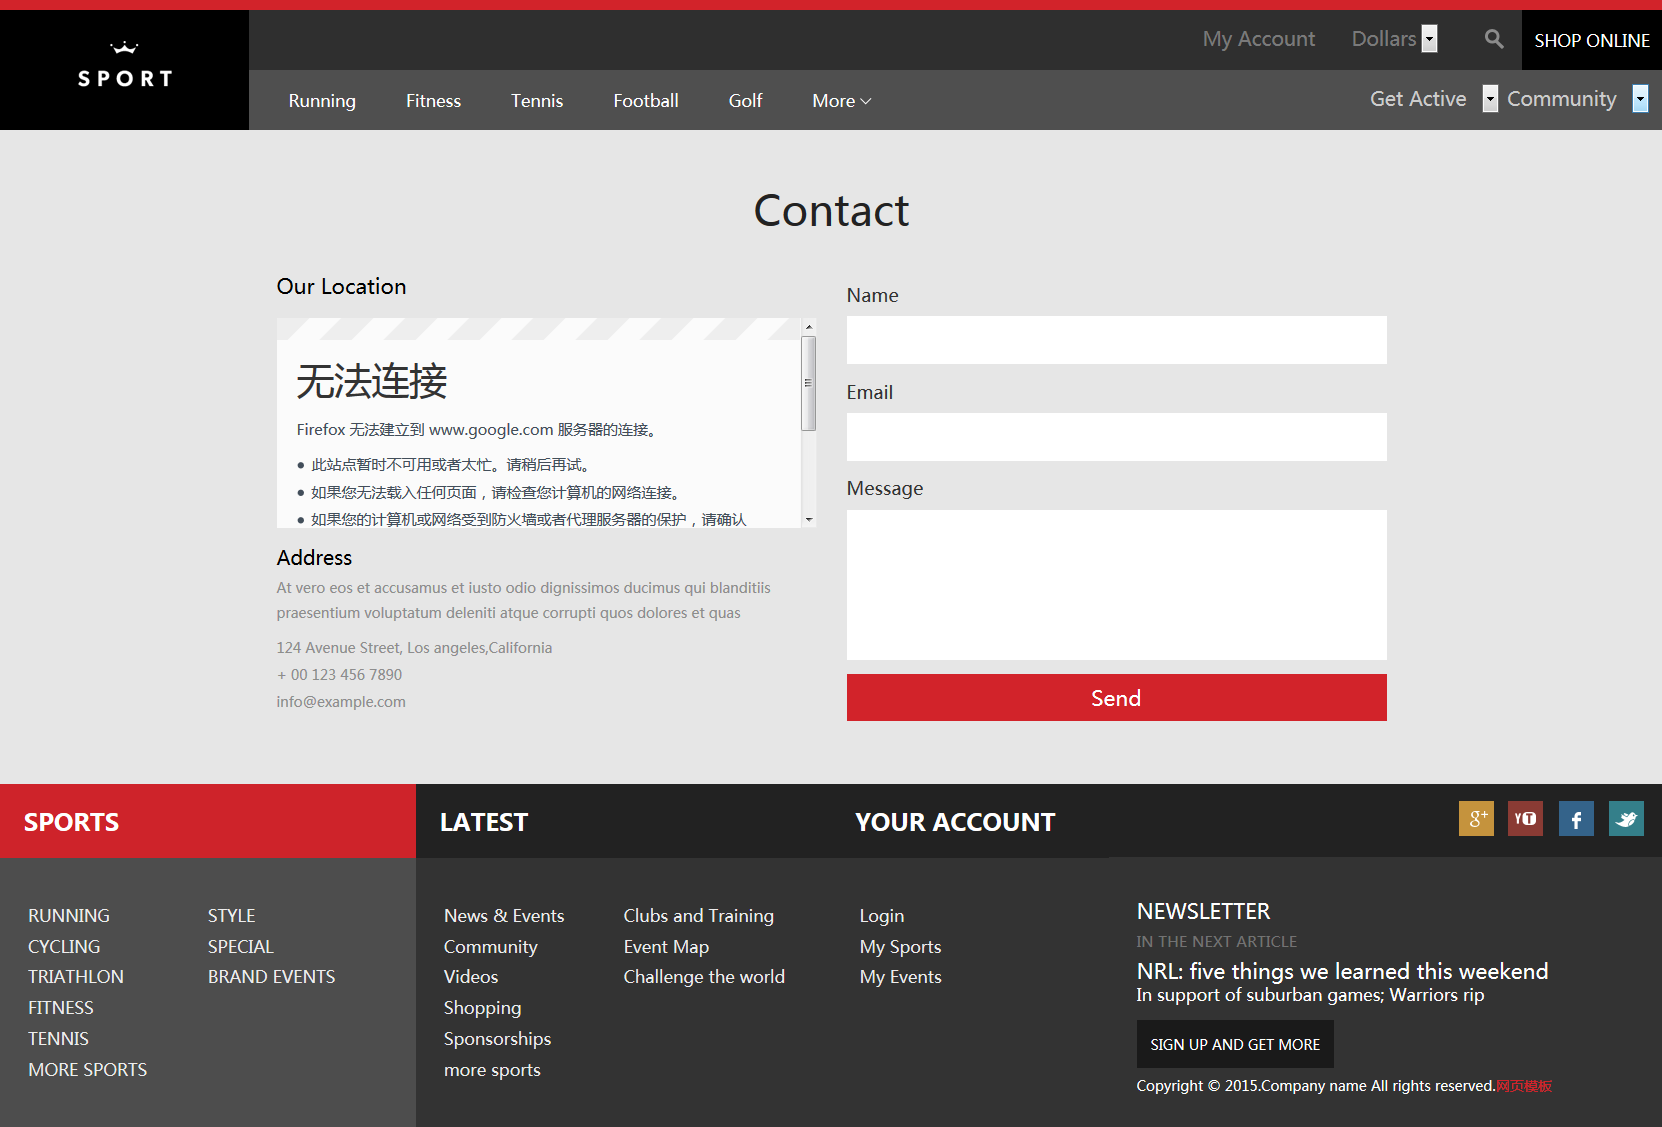 My Account
Dollars
SHOP ONLINE
SPORT
Running
Fitness
Tennis
Football
Golf
More
Get Active
Community
Contact
Our Location
无法连接
Firefox 无法建立到 www.google.com 服务器的连接。
此站点暂时不可用或者太忙。请稍后再试。
如果您无法载入任何页面，请检查您计算机的网络连接。
如果您的计算机或网络受到防火墙或者代理服务器的保护，请确认
Address
At vero eos et accusamus et iusto odio dignissimos ducimus qui blanditiis
praesentium voluptatum deleniti atque corrupti quos dolores et quas
124 Avenue Street, Los angeles,California
+ 00 123 456 7890
info@example.com
Name
Email
Message
Send
SPORTS
RUNNING
CYCLING
TRIATHLON
FITNESS
TENNIS
MORE SPORTS
STYLE
SPECIAL
BRAND EVENTS
LATEST
News & Events
Community
Videos
Shopping
Sponsorships
more sports
Clubs and Training
Event Map
Challenge the world
YOUR ACCOUNT
Login
My Sports
My Events
g+
YT
f
NEWSLETTER
IN THE NEXT ARTICLE
NRL: five things we learned this weekend
In support of suburban games; Warriors rip
SIGN UP AND GET MORE
Copyright © 2015.Company name All rights reserved.网页模板